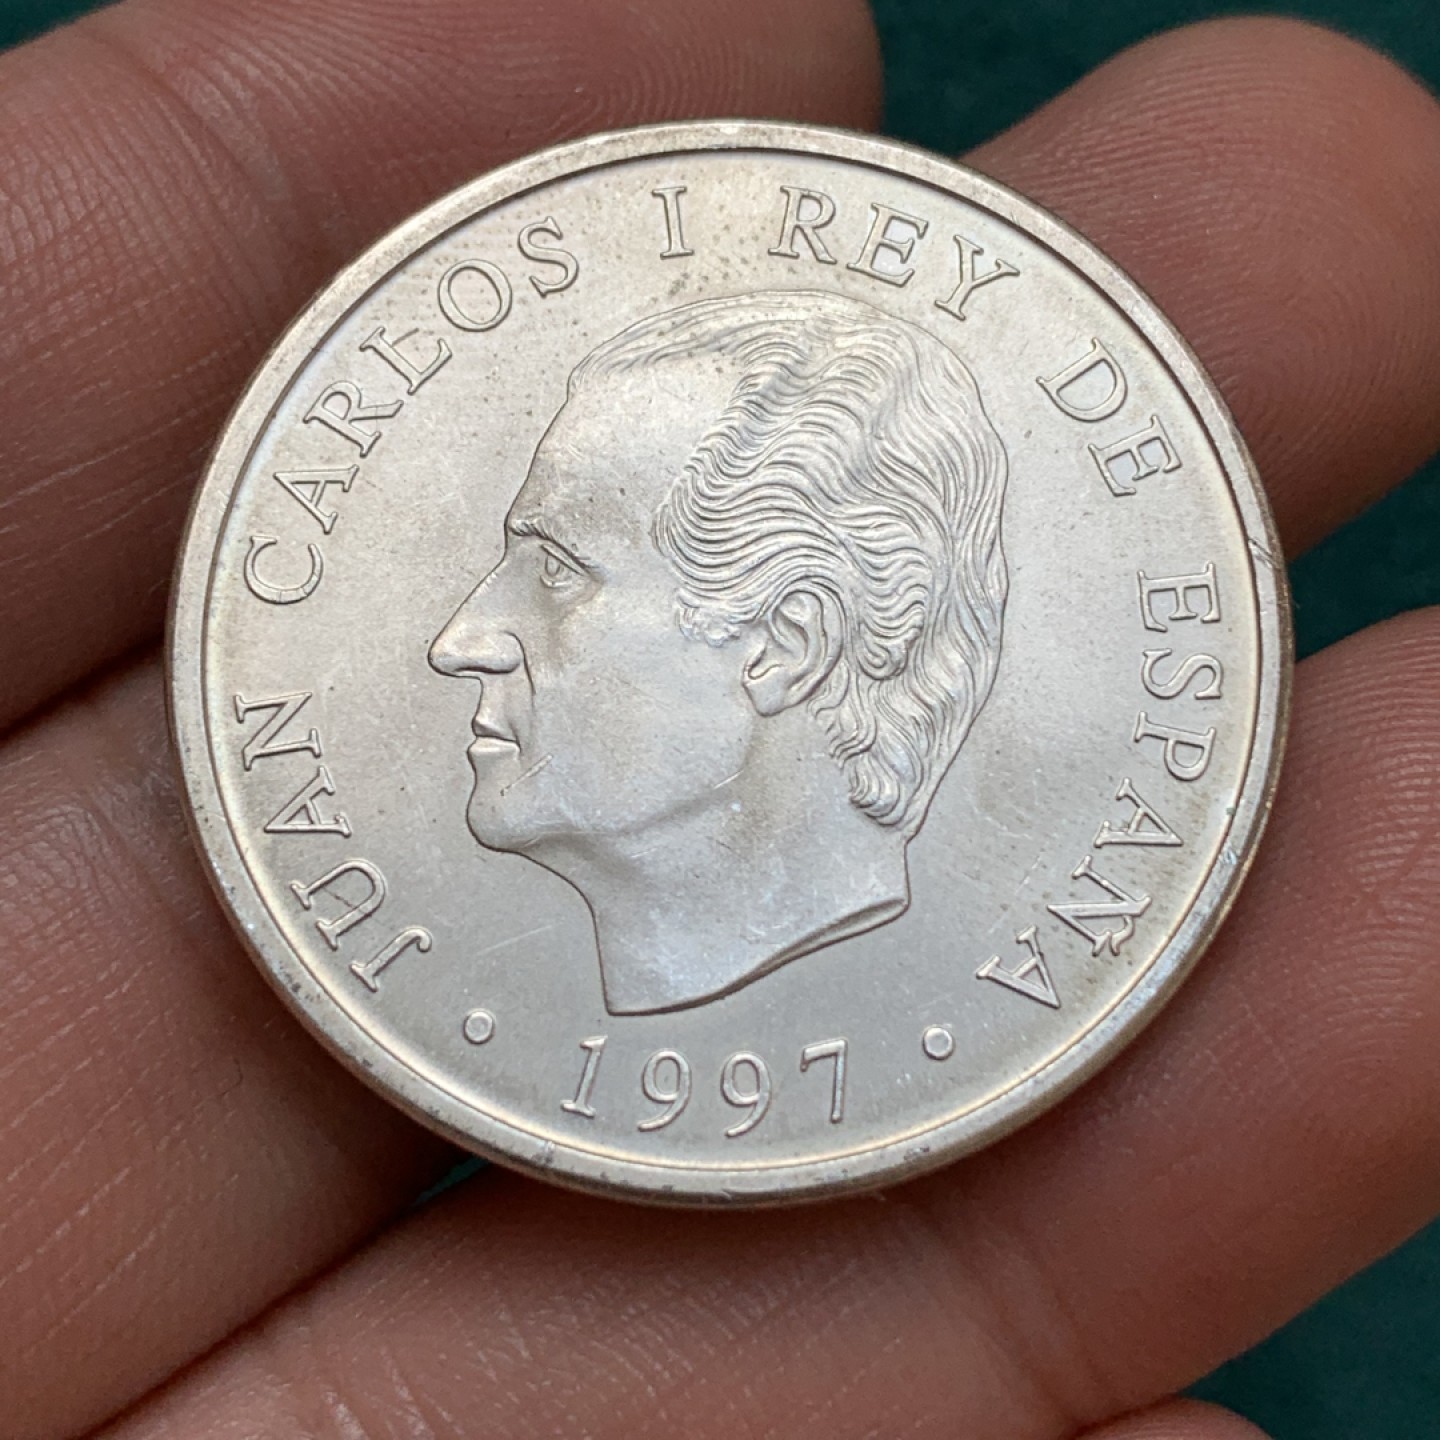 JUAN CARLOS I REY DE ESPAÑA
• 1997 •